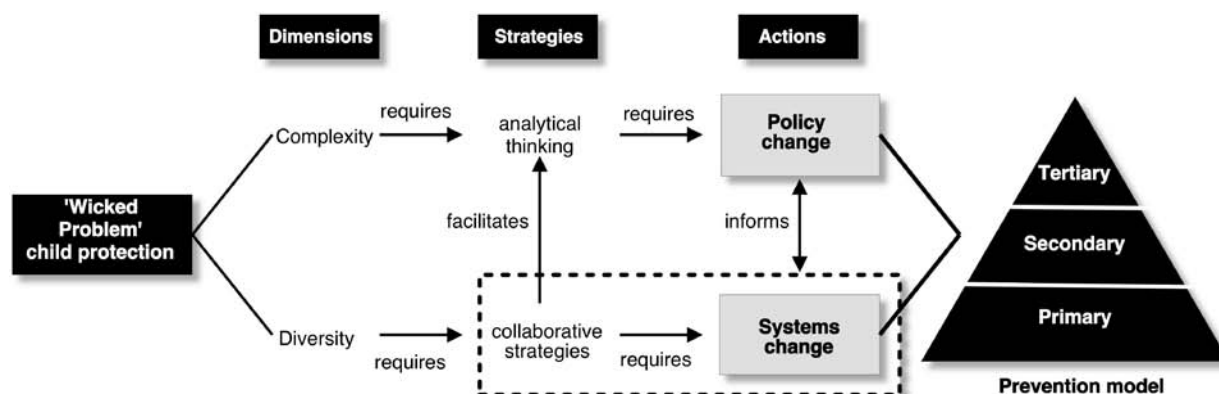 Dimensions
Strategies
Actions
requires
requires
Complexity
analytical
thinking
Policy
change
Tertiary
'Wicked
Problem'
child protection
facilitates
informs
Secondary
Diversity
requires
collaborative
strategies
requires
Systems
change
Primary
Prevention model